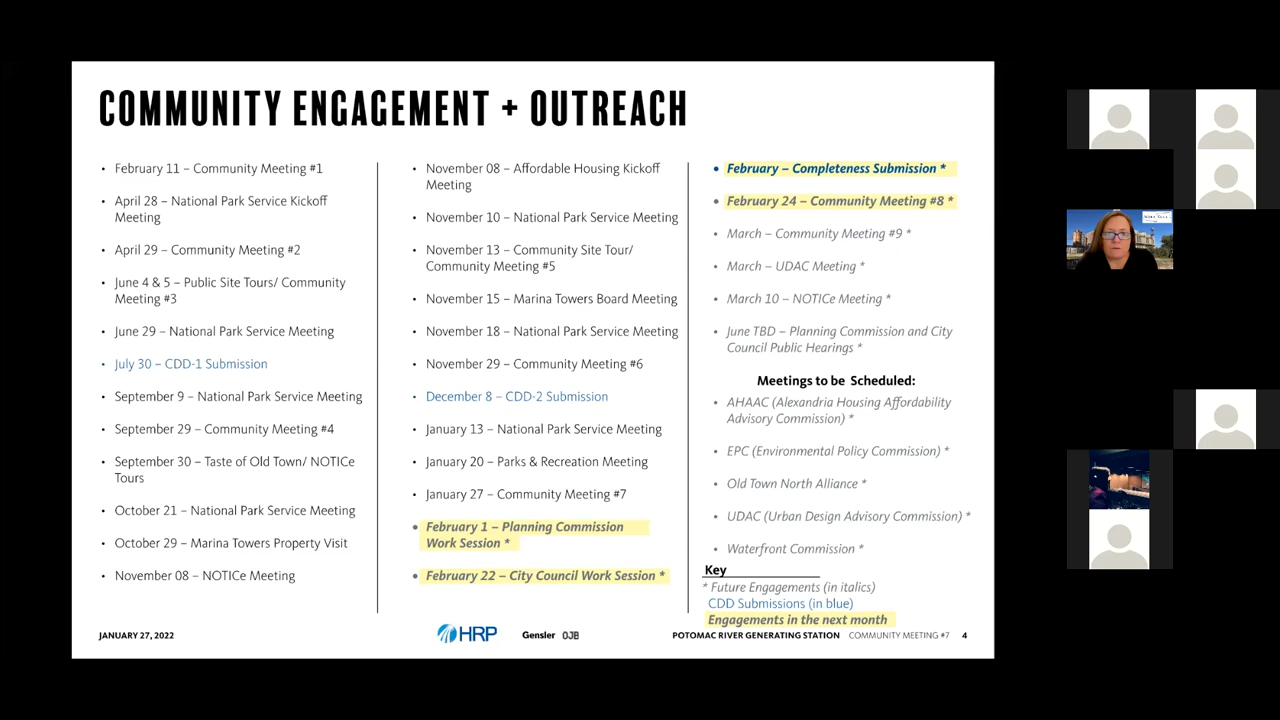 COMMUNITY ENGAGEMENT + OUTREACH
• February 11 – Community Meeting #1
• April 28 – National Park Service Kickoff
Meeting
• April 29 – Community Meeting #2
• June 4 & 5 – Public Site Tours/ Community
Meeting #3
• June 29 – National Park Service Meeting
• July 30 – CDD-1 Submission
• September 9 – National Park Service Meeting
• September 29 – Community Meeting #4
• September 30 – Taste of Old Town/ NOTICe
Tours
• October 21 – National Park Service Meeting
• October 29 – Marina Towers Property Visit
• November 08 – NOTICe Meeting
• November 08 – Affordable Housing Kickoff
Meeting
• November 10 – National Park Service Meeting
• November 13 – Community Site Tour/
Community Meeting #5
• November 15 – Marina Towers Board Meeting
• November 18 – National Park Service Meeting
• November 29 – Community Meeting #6
• December 8 – CDD-2 Submission
• January 13 – National Park Service Meeting
• January 20 – Parks & Recreation Meeting
• January 27 – Community Meeting #7
• February 1 – Planning Commission
Work Session *
• February 22 – City Council Work Session *
• February – Completeness Submission *
• February 24 – Community Meeting #8 *
• March – Community Meeting #9 *
• March – UDAC Meeting *
• March 10 – NOTICe Meeting *
• June TBD – Planning Commission and City
Council Public Hearings *
Meetings to be Scheduled:
• AHAAC (Alexandria Housing Affordability
Advisory Commission) *
• EPC (Environmental Policy Commission) *
• Old Town North Alliance *
• UDAC (Urban Design Advisory Commission) *
• Waterfront Commission *
Key
* Future Engagements (in italics)
CDD Submissions (in blue)
Engagements in the next month
JANUARY 27, 2022
HRP
Gensler OJB
POTOMAC RIVER GENERATING STATION COMMUNITY MEETING #7 4